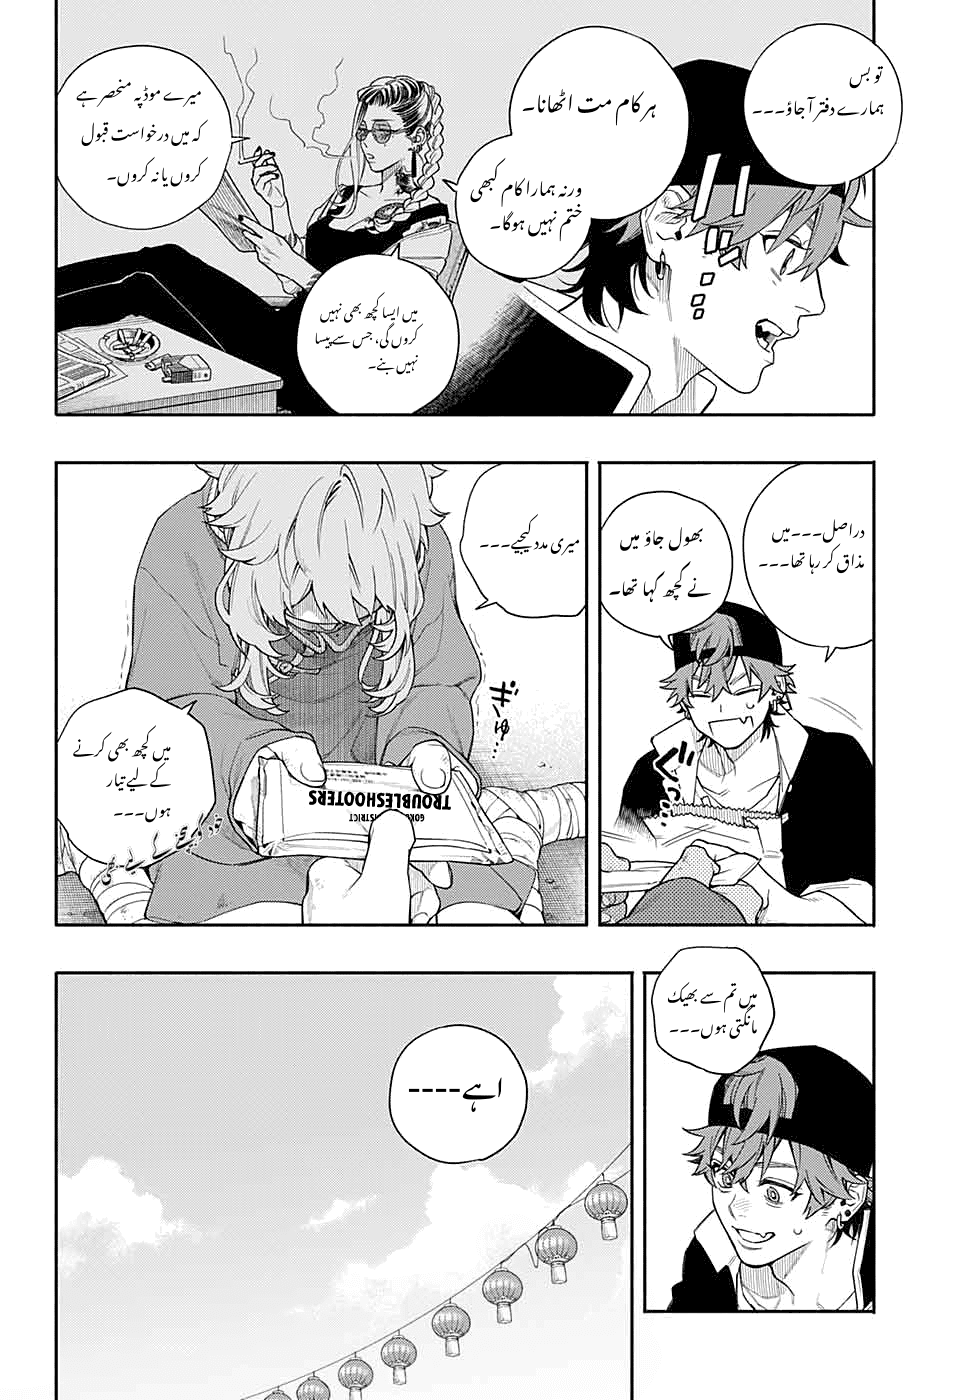 تو بس
ہمارے دفتر آجاؤ۔۔۔۔
ہر کام مت اٹھانا۔
ورنہ ہمارا کام کبھی
ختم نہیں ہوگا۔
میرے موڈ پہ منحصر ہے
کہ میں درخواست قبول
کروں یا نہ کروں۔
میں ایسا کچھ بھی نہیں
کروں گی، جس سے پیسا
نہیں بنے۔
دراصل۔۔۔۔میں
مذاق کر رہا تھا۔۔۔۔
بھول جاؤ میں
نے کچھ کہا تھا۔
میری مدد کیجیے۔۔۔۔
ギ
ゅ…
TROUBLESHOOTERS
میں کچھ بھی کرنے
کے لیے تیار
ہوں۔۔۔۔
میں تم سے بھیک
مانگتی ہوں۔۔۔۔
اہے----